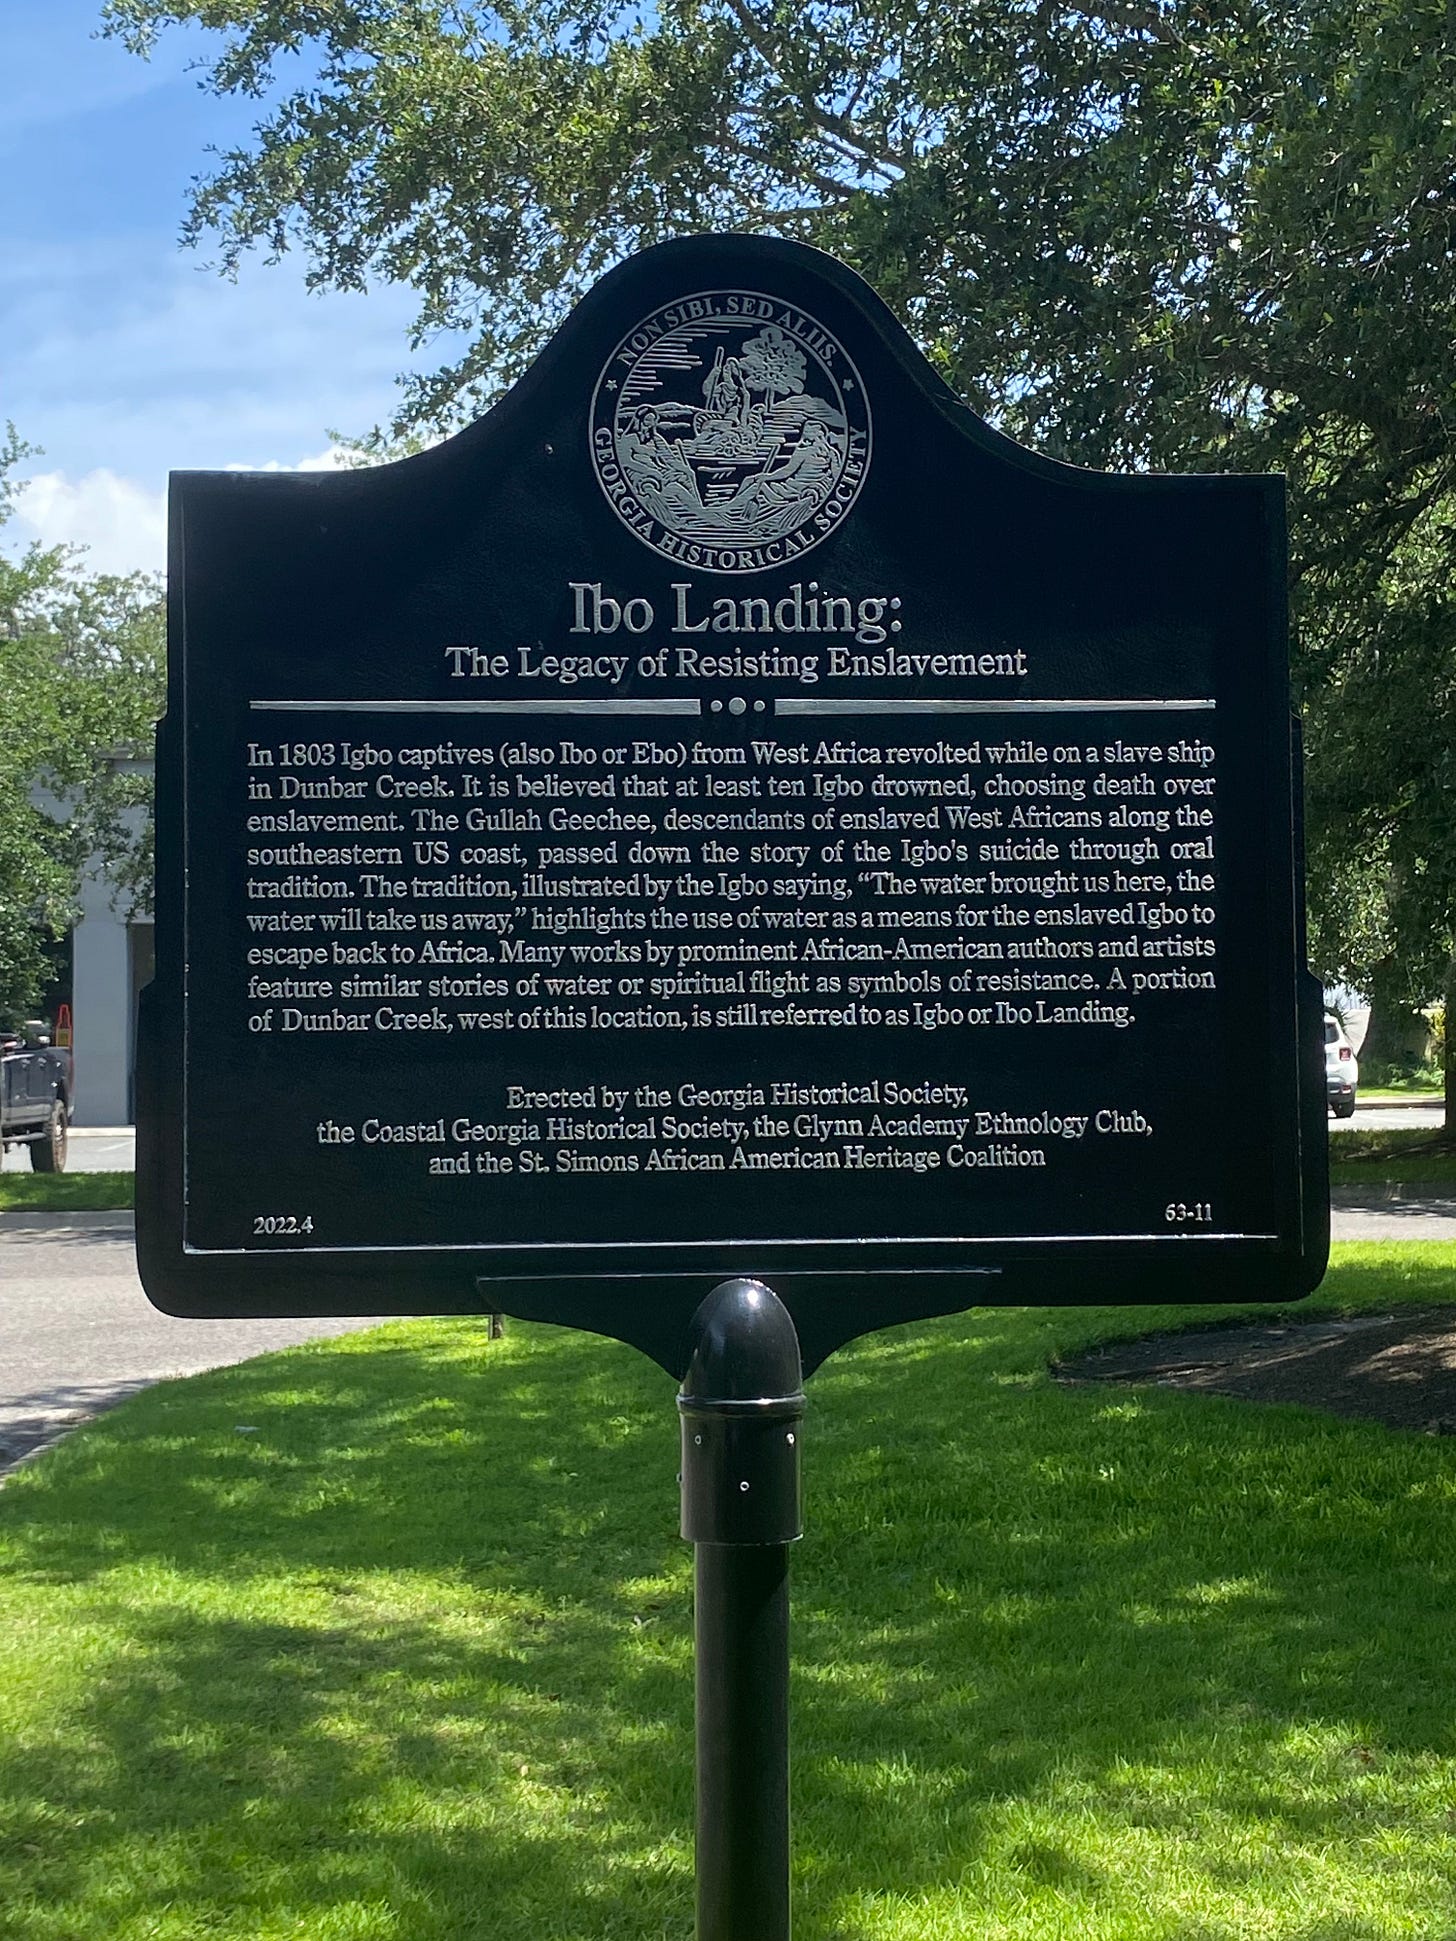 NON SIBI, SED ALIIS.
GEORGIA HISTORICAL SOCIETY
Ibo Landing:
The Legacy of Resisting Enslavement
In 1803 Igbo captives (also Ibo or Ebo) from West Africa revolted while on a slave ship
in Dunbar Creek. It is believed that at least ten Igbo drowned, choosing death over
enslavement. The Gullah Geechee, descendants of enslaved West Africans along the
southeastern US coast, passed down the story of the Igbo's suicide through oral
tradition. The tradition, illustrated by the Igbo saying, “The water brought us here, the
water will take us away,” highlights the use of water as a means for the enslaved Igbo to
escape back to Africa. Many works by prominent African-American authors and artists
feature similar stories of water or spiritual flight as symbols of resistance. A portion
of Dunbar Creek, west of this location, is still referred to as Igbo or Ibo Landing.
Erected by the Georgia Historical Society,
the Coastal Georgia Historical Society, the Glynn Academy Ethnology Club,
and the St. Simons African American Heritage Coalition
2022.4 63-11